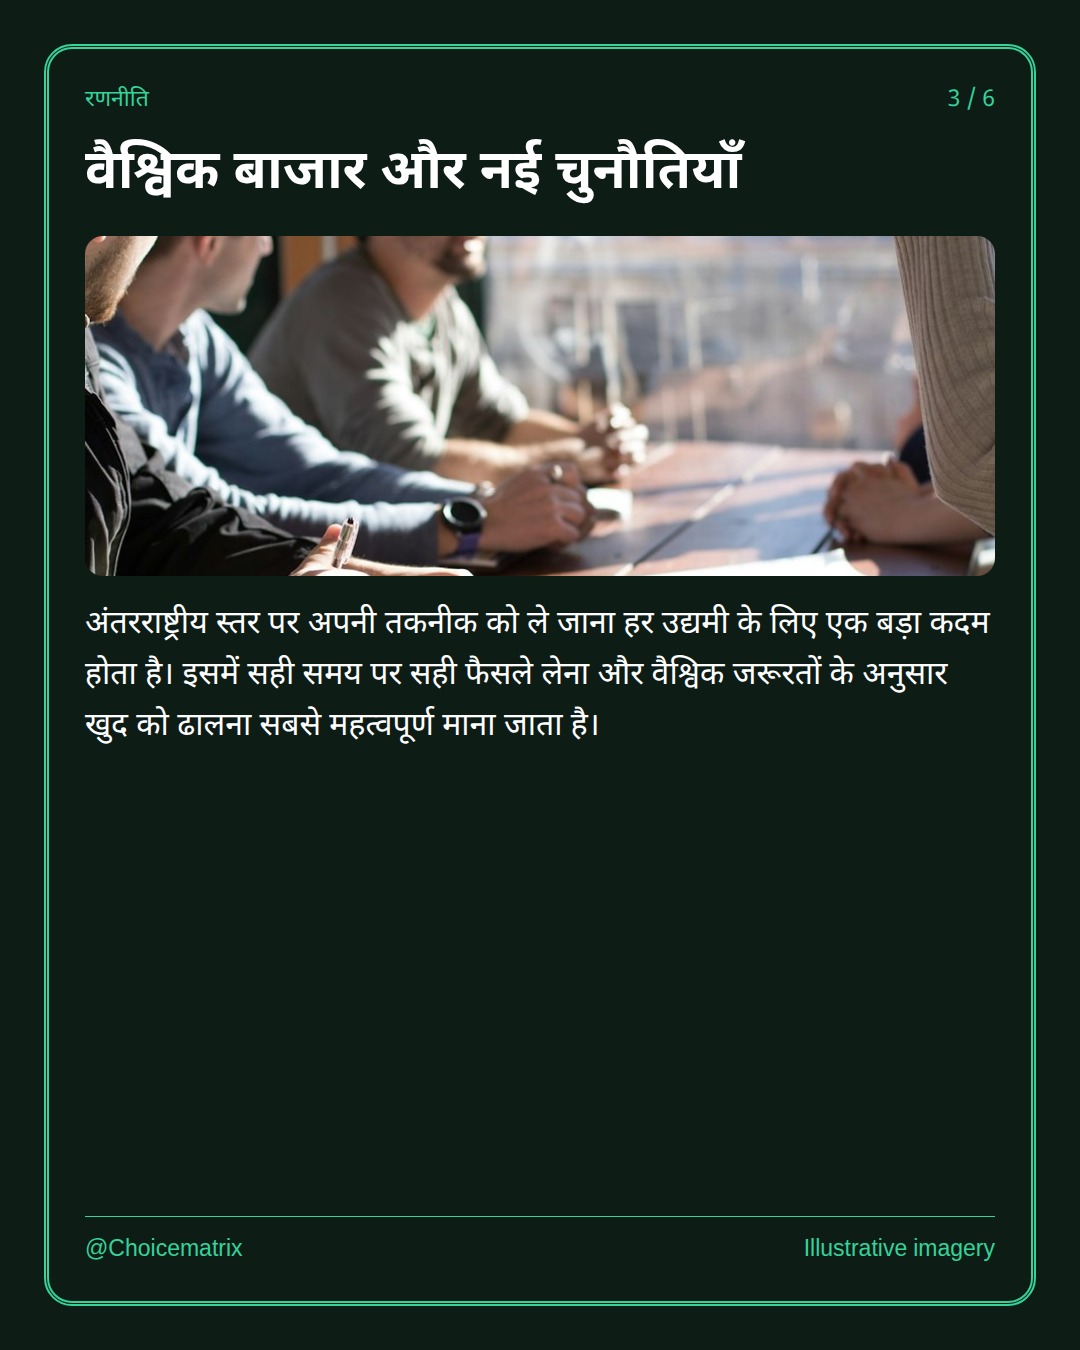 रणनीति
3 / 6
वैश्विक बाजार और नई चुनौतियाँ
अंतरराष्ट्रीय स्तर पर अपनी तकनीक को ले जाना हर उद्यमी के लिए एक बड़ा कदम
होता है। इसमें सही समय पर सही फैसले लेना और वैश्विक जरूरतों के अनुसार
खुद को ढालना सबसे महत्वपूर्ण माना जाता है।
@Choicematrix
Illustrative imagery